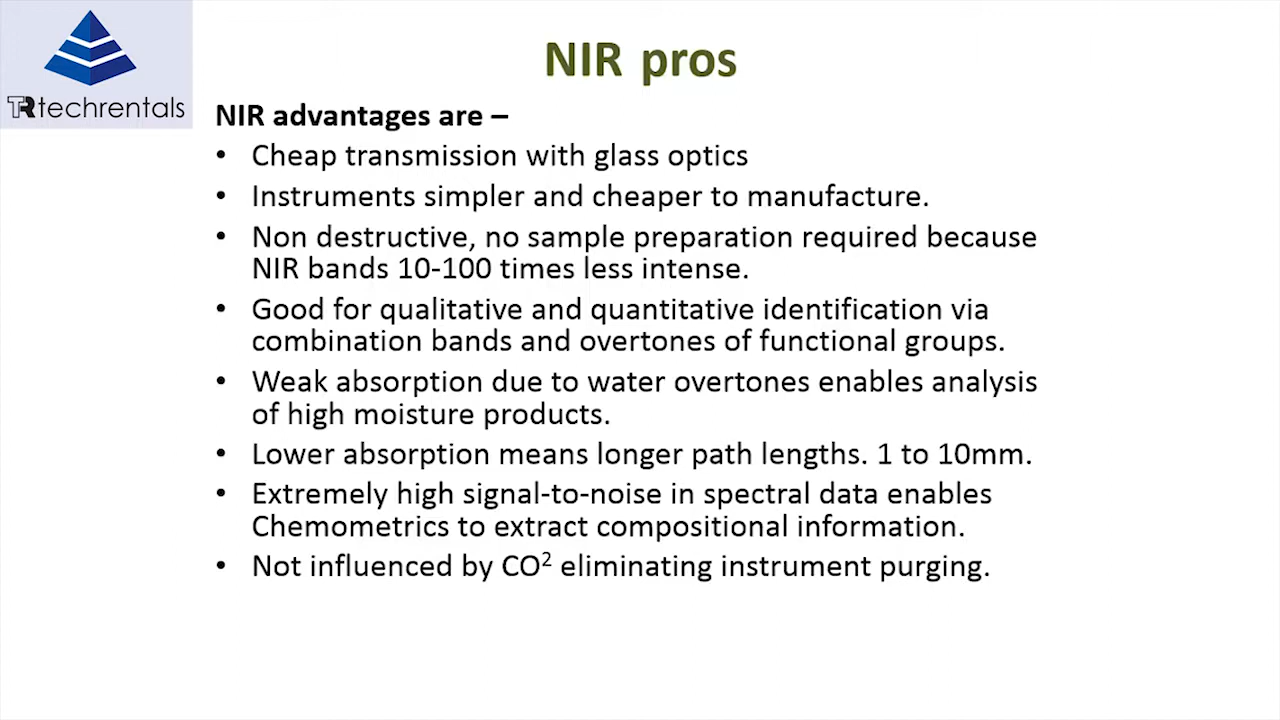 NIR pros
TR techrentals
NIR advantages are –
• Cheap transmission with glass optics
• Instruments simpler and cheaper to manufacture.
• Non destructive, no sample preparation required because
NIR bands 10-100 times less intense.
• Good for qualitative and quantitative identification via
combination bands and overtones of functional groups.
• Weak absorption due to water overtones enables analysis
of high moisture products.
• Lower absorption means longer path lengths. 1 to 10mm.
• Extremely high signal-to-noise in spectral data enables
Chemometrics to extract compositional information.
• Not influenced by CO² eliminating instrument purging.